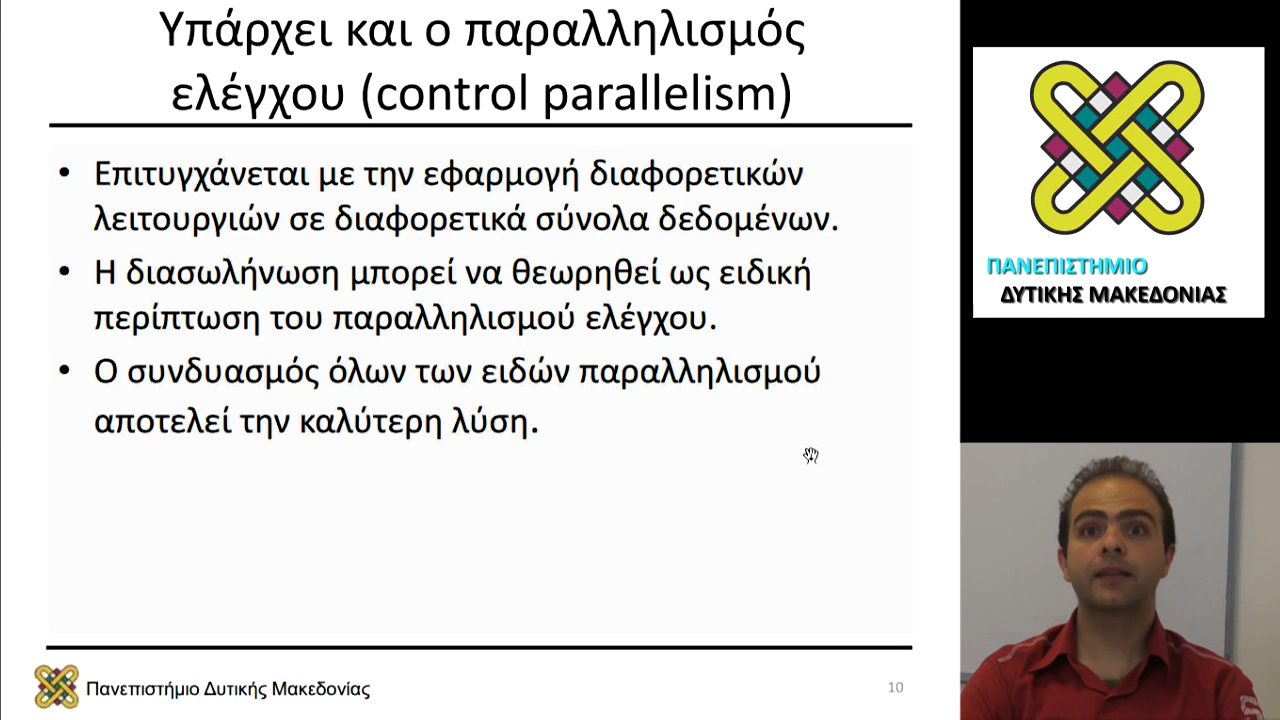 Υπάρχει και ο παραλληλισμός
ελέγχου (control parallelism)
• Επιτυγχάνεται με την εφαρμογή διαφορετικών
λειτουργιών σε διαφορετικά σύνολα δεδομένων.
• Η διασωλήνωση μπορεί να θεωρηθεί ως ειδική
περίπτωση του παραλληλισμού ελέγχου.
• Ο συνδυασμός όλων των ειδών παραλληλισμού
αποτελεί την καλύτερη λύση.
Πανεπιστήμιο Δυτικής Μακεδονίας
10
ΠΑΝΕΠΙΣΤΗΜΙΟ
ΔΥΤΙΚΗΣ ΜΑΚΕΔΟΝΙΑΣ